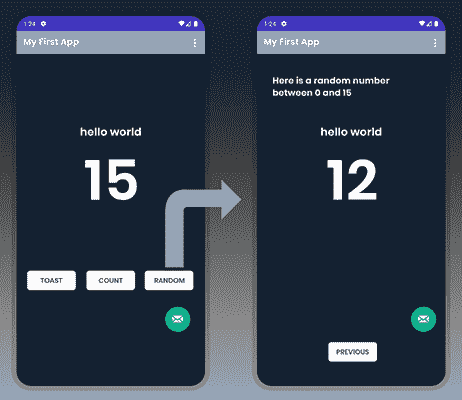 1:24
My First App
hello world
15
TOAST COUNT RANDOM
1:24
My First App
Here is a random number
between 0 and 15
hello world
12
PREVIOUS